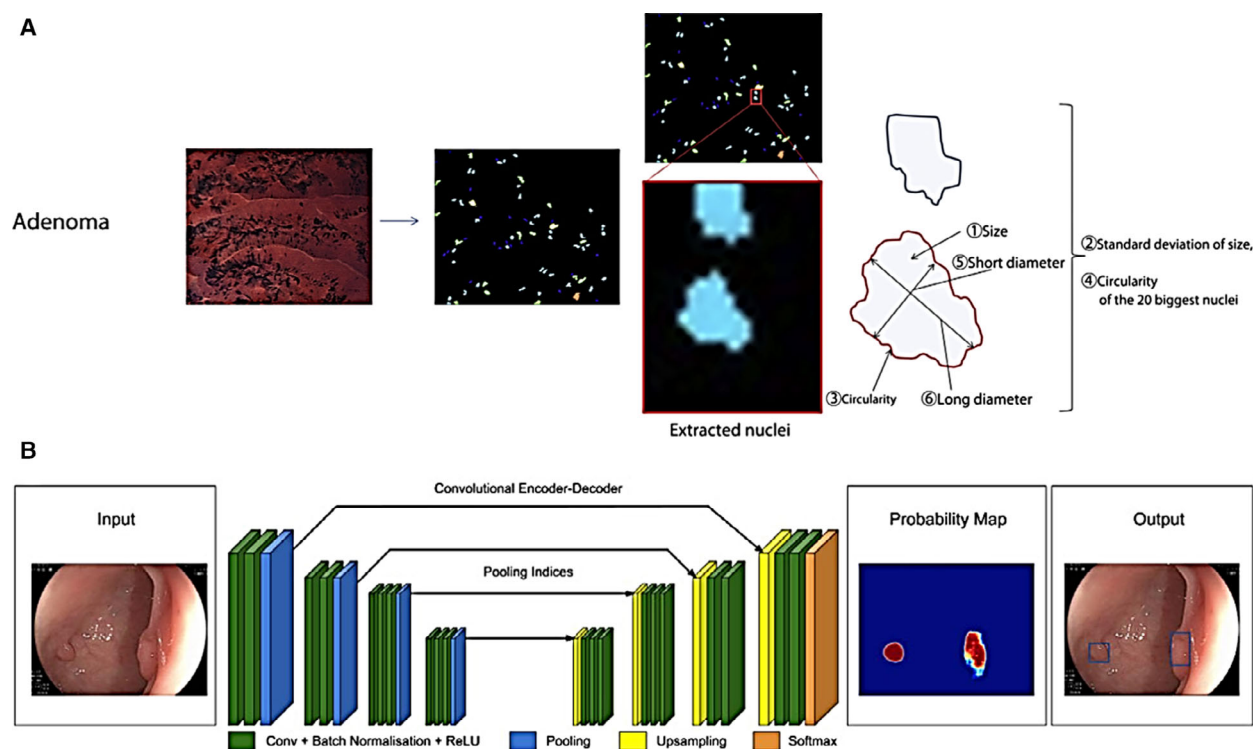 A
Adenoma
①Size
⑤Short diameter
③Circularity
⑥Long diameter
②Standard deviation of size,
④Circularity
of the 20 biggest nuclei
Extracted nuclei
B
Input
Convolutional Encoder-Decoder
Pooling Indices
Probability Map
Output
Conv + Batch Normalisation + ReLU
Pooling
Upsampling
Softmax